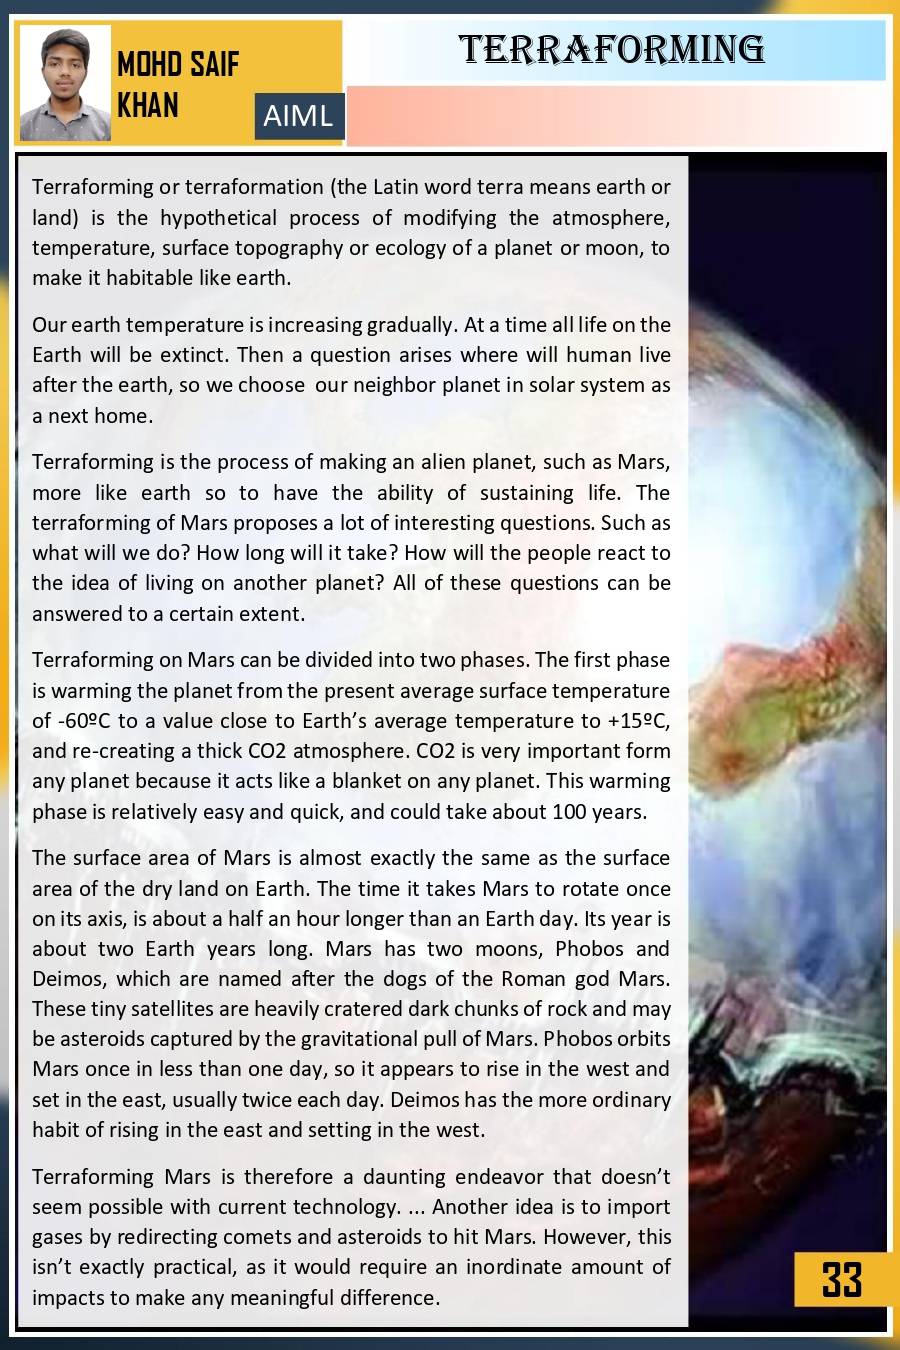 MOHD SAIF
KHAN
AIML
TERRAFORMING
Terraforming or terraformation (the Latin word terra means earth or
land) is the hypothetical process of modifying the atmosphere,
temperature, surface topography or ecology of a planet or moon, to
make it habitable like earth.
Our earth temperature is increasing gradually. At a time all life on the
Earth will be extinct. Then a question arises where will human live
after the earth, so we choose our neighbor planet in solar system as
a next home.
Terraforming is the process of making an alien planet, such as Mars,
more like earth so to have the ability of sustaining life. The
terraforming of Mars proposes a lot of interesting questions. Such as
what will we do? How long will it take? How will the people react to
the idea of living on another planet? All of these questions can be
answered to a certain extent.
Terraforming on Mars can be divided into two phases. The first phase
is warming the planet from the present average surface temperature
of -60ºC to a value close to Earth’s average temperature to +15ºC,
and re-creating a thick CO2 atmosphere. CO2 is very important form
any planet because it acts like a blanket on any planet. This warming
phase is relatively easy and quick, and could take about 100 years.
The surface area of Mars is almost exactly the same as the surface
area of the dry land on Earth. The time it takes Mars to rotate once
on its axis, is about a half an hour longer than an Earth day. Its year is
about two Earth years long. Mars has two moons, Phobos and
Deimos, which are named after the dogs of the Roman god Mars.
These tiny satellites are heavily cratered dark chunks of rock and may
be asteroids captured by the gravitational pull of Mars. Phobos orbits
Mars once in less than one day, so it appears to rise in the west and
set in the east, usually twice each day. Deimos has the more ordinary
habit of rising in the east and setting in the west.
Terraforming Mars is therefore a daunting endeavor that doesn’t
seem possible with current technology. ... Another idea is to import
gases by redirecting comets and asteroids to hit Mars. However, this
isn’t exactly practical, as it would require an inordinate amount of
impacts to make any meaningful difference.
33